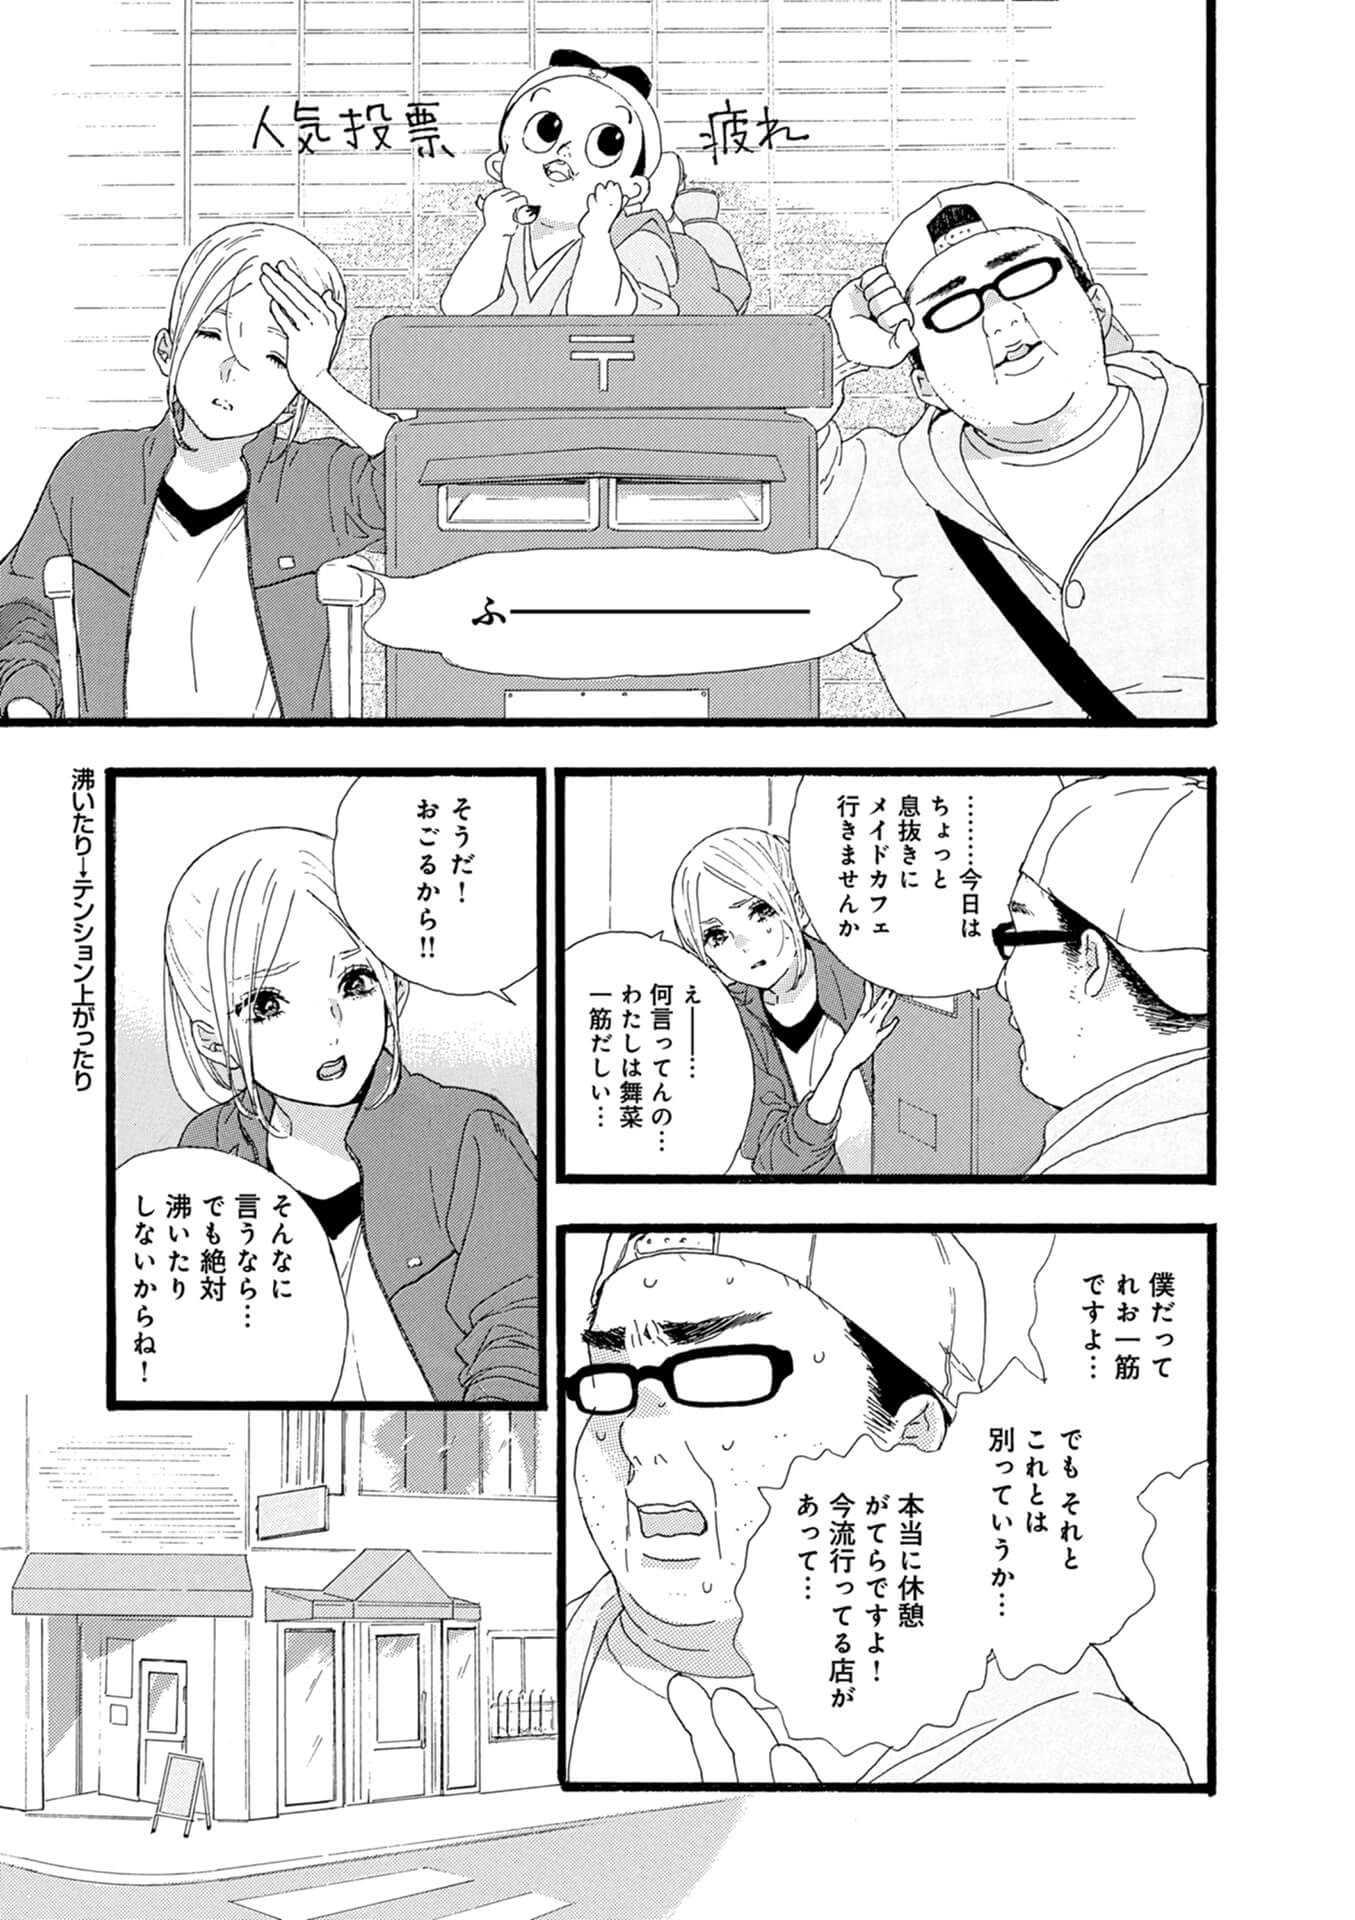 人気投票
疲れ
ふ――――――
………今日は
ちょっと
息抜きに
メイドカフェ
行きませんか
え――…
何言ってんの…
わたしは舞菜
一筋だしい…
僕だって
れお一筋
ですよ…
でも それと
これとは
別っていうか…
本当に休憩
がてらですよ！
今流行ってる店が
あって…
そうだ！
おごるから!!
そんなに
言うなら…
でも絶対
沸いたり
しないからね！
沸いたり→テンション上がったり